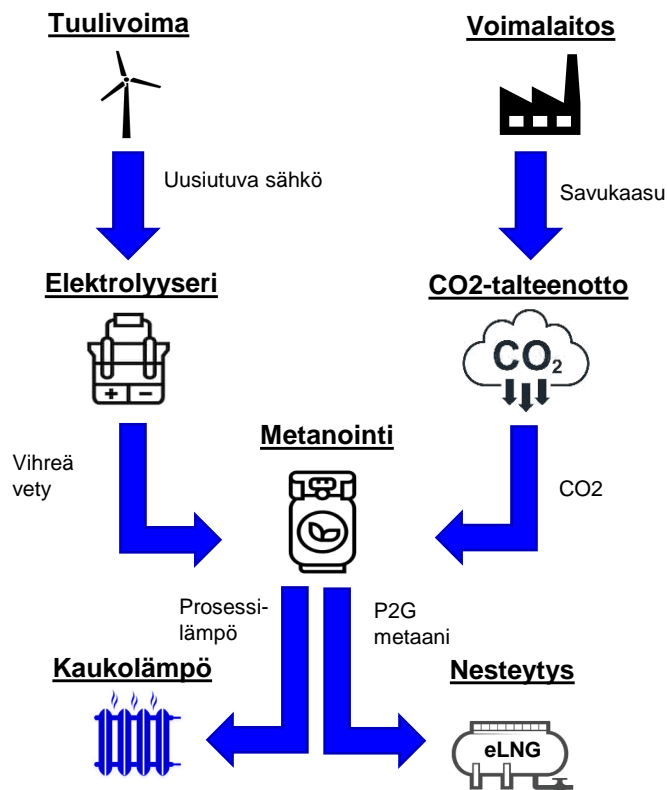 Tuulivoima
Voimalaitos
Uusiutuva sähkö
Savukaasu
Elektrolyyseri
CO2-talteenotto
CO₂
+ −
Metanointi
Vihreä
vety
CO2
Prosessi-
lämpö
P2G
metaani
Kaukolämpö
Nesteytys
eLNG